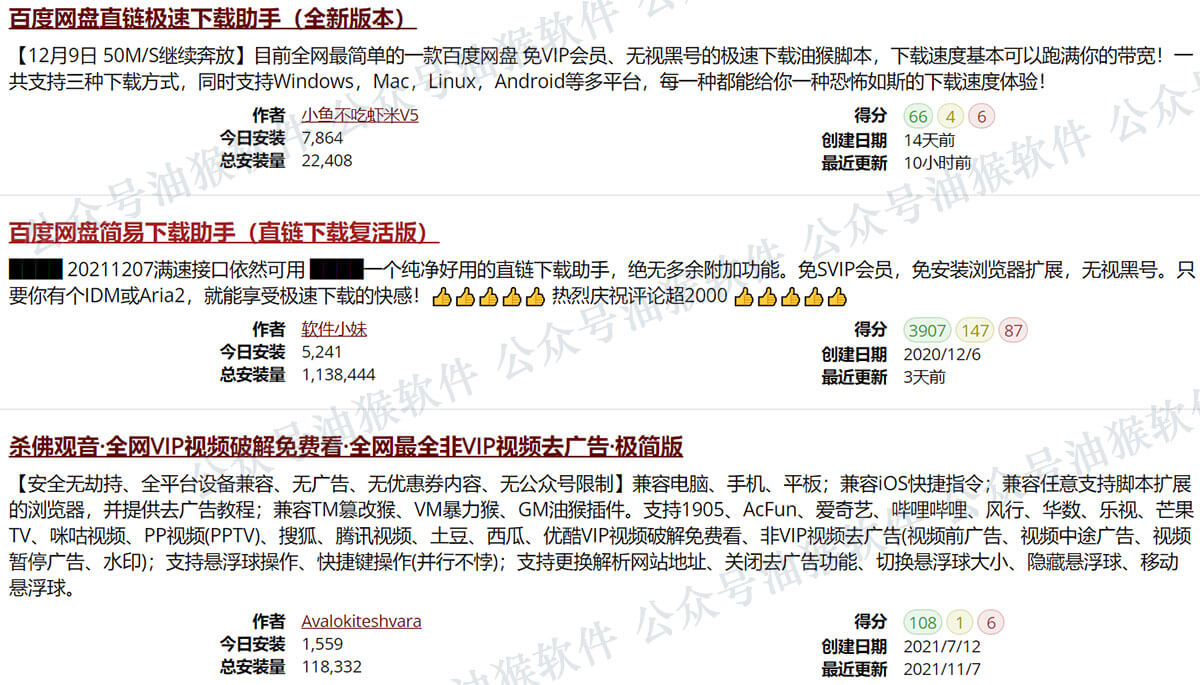 百度网盘直链极速下载助手（全新版本）
【12月9日 50M/S继续奔放】目前全网最简单的一款百度网盘 免VIP会员、无视黑号的极速下载油猴脚本，下载速度基本可以跑满你的带宽！一
共支持三种下载方式，同时支持Windows，Mac，Linux，Android等多平台，每一种都能给你一种恐怖如斯的下载速度体验！
作者 小鱼不吃虾米V5
今日安装 7,864
总安装量 22,408
得分 66 4 6
创建日期 14天前
最近更新 10小时前
百度网盘简易下载助手（直链下载复活版）
████ 20211207满速接口依然可用 ████一个纯净好用的直链下载助手，绝无多余附加功能。免SVIP会员，免安装浏览器扩展，无视黑号。只
要你有个IDM或Aria2，就能享受极速下载的快感！👍👍👍👍👍 热烈庆祝评论超2000 👍👍👍👍👍
作者 软件小妹
今日安装 5,241
总安装量 1,138,444
得分 3907 147 87
创建日期 2020/12/6
最近更新 3天前
杀佛观音·全网VIP视频破解免费看·全网最全非VIP视频去广告·极简版
【安全无劫持、全平台设备兼容、无广告、无优惠券内容、无公众号限制】兼容电脑、手机、平板；兼容iOS快捷指令；兼容任意支持脚本扩展
的浏览器，并提供去广告教程；兼容TM篡改猴、VM暴力猴、GM油猴插件。支持1905、AcFun、爱奇艺、哔哩哔哩、风行、华数、乐视、芒果
TV、咪咕视频、PP视频(PPTV)、搜狐、腾讯视频、土豆、西瓜、优酷VIP视频破解免费看、非VIP视频去广告(视频前广告、视频中途广告、视频
暂停广告、水印)；支持悬浮球操作、快捷键操作(并行不悖)；支持更换解析网站地址、关闭去广告功能、切换悬浮球大小、隐藏悬浮球、移动
悬浮球。
作者 Avalokiteshvara
今日安装 1,559
总安装量 118,332
得分 108 1 6
创建日期 2021/7/12
最近更新 2021/11/7
公众号油猴软件